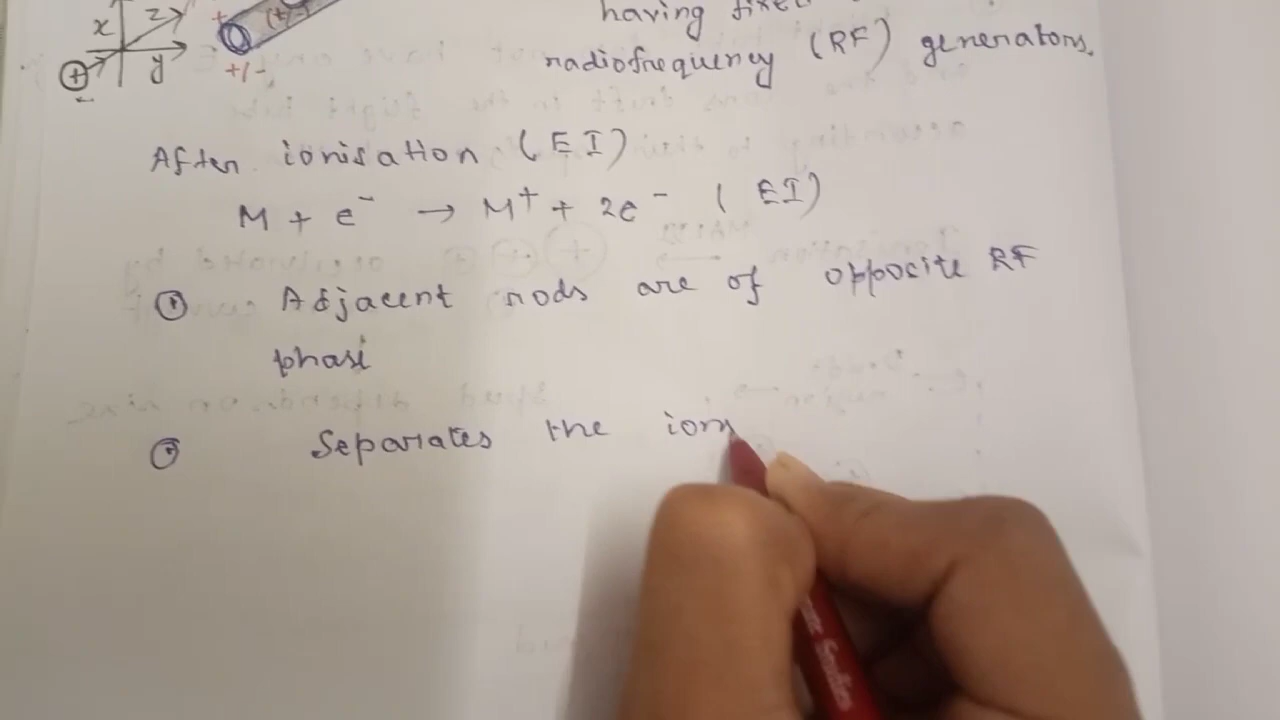 x z y
+ (+/-)
+/-
having fixed
radiofrequency (RF) generators.
After ionisation (EI)
M + e⁻ → M⁺ + 2e⁻ (EI)
① Adjacent rods are of opposite RF
phase
② Separates the ions